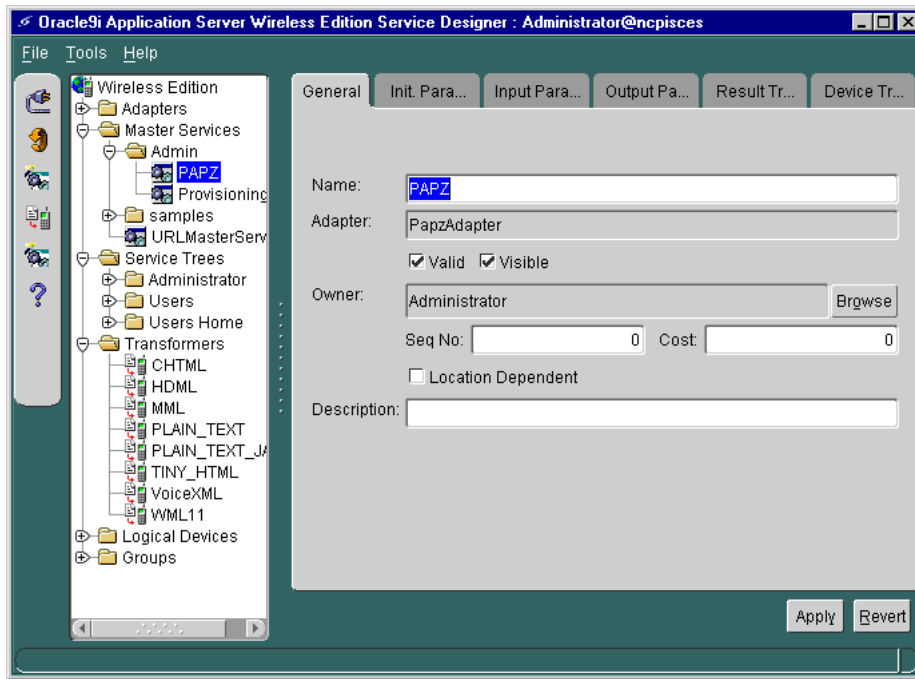 Oracle9i Application Server Wireless Edition Service Designer : Administrator@ncpisces
File Tools Help
Wireless Edition
Adapters
Master Services
Admin
PAPZ
Provisioning
samples
URLMasterServ
Service Trees
Administrator
Users
Users Home
Transformers
CHTML
HDML
MML
PLAIN_TEXT
PLAIN_TEXT_JA
TINY_HTML
VoiceXML
WML11
Logical Devices
Groups
General Init. Para... Input Para... Output Pa... Result Tr... Device Tr...
Name: PAPZ
Adapter: PapzAdapter
Valid Visible
Owner: Administrator Browse
Seq No: 0 Cost: 0
Location Dependent
Description:
Apply Revert